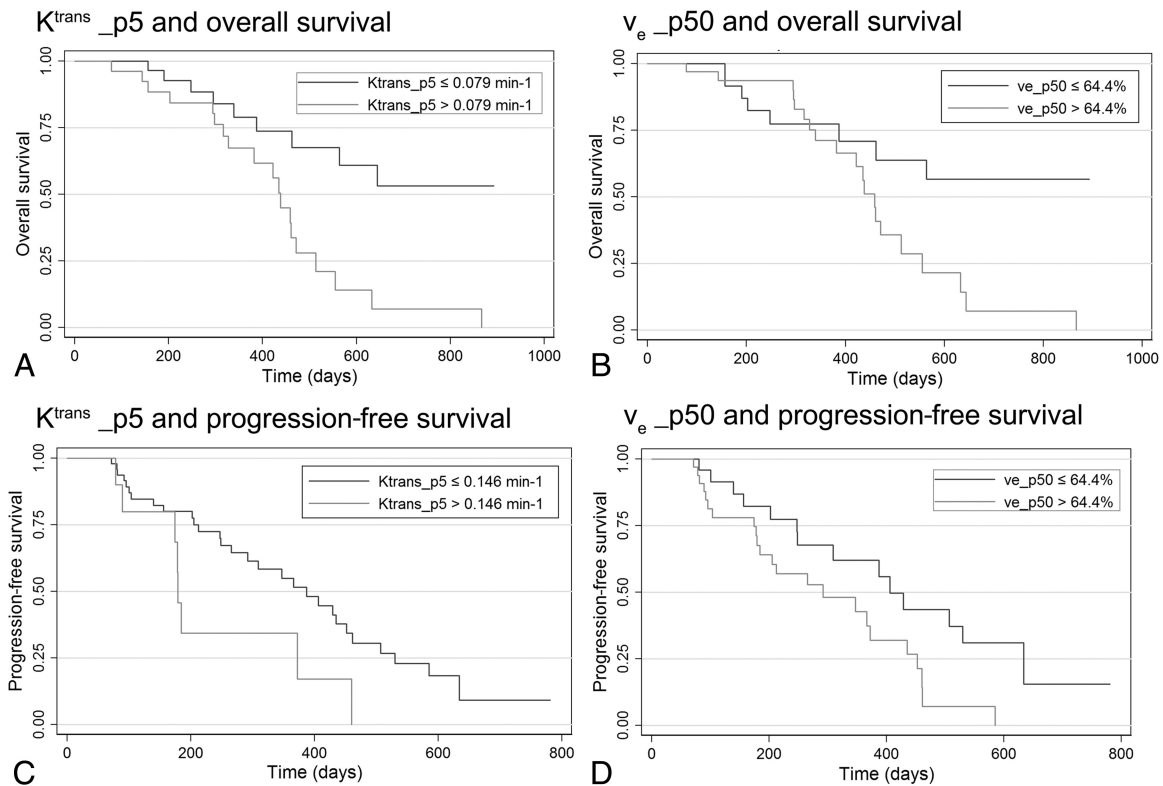 K^trans _p5 and overall survival
Ktrans_p5 ≤ 0.079 min-1
Ktrans_p5 > 0.079 min-1
Overall survival
1.00
0.75
0.50
0.25
0.00
0 200 400 600 800 1000
Time (days)
A
v_e _p50 and overall survival
ve_p50 ≤ 64.4%
ve_p50 > 64.4%
Overall survival
1.00
0.75
0.50
0.25
0.00
0 200 400 600 800 1000
Time (days)
B
K^trans _p5 and progression-free survival
Ktrans_p5 ≤ 0.146 min-1
Ktrans_p5 > 0.146 min-1
Progression-free survival
1.00
0.75
0.50
0.25
0.00
0 200 400 600 800
Time (days)
C
v_e _p50 and progression-free survival
ve_p50 ≤ 64.4%
ve_p50 > 64.4%
Progression-free survival
1.00
0.75
0.50
0.25
0.00
0 200 400 600 800
Time (days)
D